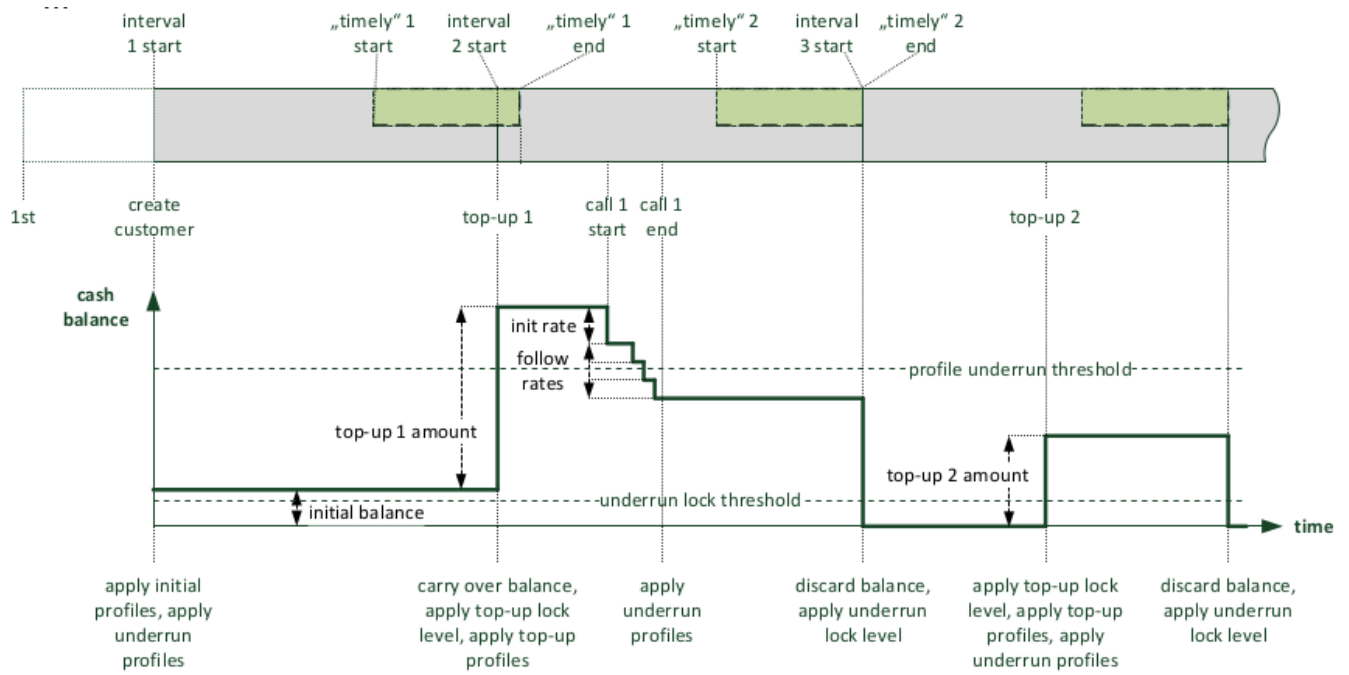 interval
1 start
„timely“ 1
start
interval
2 start
„timely“ 1
end
„timely“ 2
start
interval
3 start
„timely“ 2
end
1st
create
customer
top-up 1
call 1
start
call 1
end
top-up 2
cash
balance
init rate
follow
rates
profile underrun threshold
top-up 1 amount
top-up 2 amount
underrun lock threshold
initial balance
time
apply initial
profiles, apply
underrun
profiles
carry over balance,
apply top-up lock
level, apply top-up
profiles
apply
underrun
profiles
discard balance,
apply underrun
lock level
apply top-up lock
level, apply top-up
profiles, apply
underrun profiles
discard balance,
apply underrun
lock level